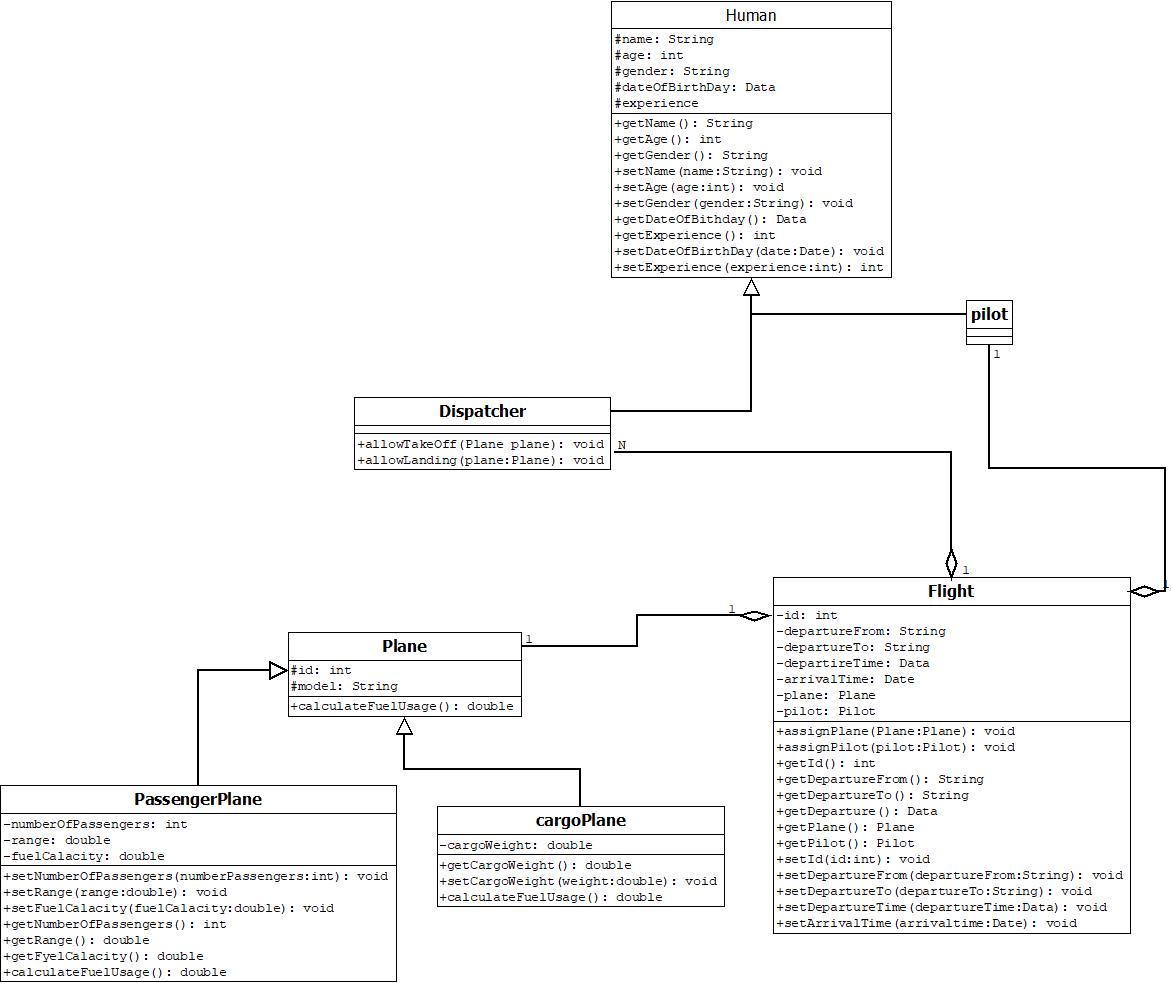 Human
#name: String
#age: int
#gender: String
#dateOfBirthDay: Data
#experience
+getName(): String
+getAge(): int
+getGender(): String
+setName(name:String): void
+setAge(age:int): void
+setGender(gender:String): void
+getDateOfBithday(): Data
+getExperience(): int
+setDateOfBirthDay(date:Date): void
+setExperience(experience:int): int
pilot
1
Dispatcher
+allowTakeOff(Plane plane): void
+allowLanding(plane:Plane): void
N
1
1
Flight
-id: int
-departureFrom: String
-departureTo: String
-departireTime: Data
-arrivalTime: Date
-plane: Plane
-pilot: Pilot
+assignPlane(Plane:Plane): void
+assignPilot(pilot:Pilot): void
+getId(): int
+getDepartureFrom(): String
+getDepartureTo(): String
+getDeparture(): Data
+getPlane(): Plane
+getPilot(): Pilot
+setId(id:int): void
+setDepartureFrom(departureFrom:String): void
+setDepartureTo(departureTo:String): void
+setDepartureTime(departureTime:Data): void
+setArrivalTime(arrivaltime:Date): void
1
1
Plane
#id: int
#model: String
+calculateFuelUsage(): double
PassengerPlane
-numberOfPassengers: int
-range: double
-fuelCalacity: double
+setNumberOfPassengers(numberPassengers:int): void
+setRange(range:double): void
+setFuelCalacity(fuelCalacity:double): void
+getNumberOfPassengers(): int
+getRange(): double
+getFyelCalacity(): double
+calculateFuelUsage(): double
cargoPlane
-cargoWeight: double
+getCargoWeight(): double
+setCargoWeight(weight:double): void
+calculateFuelUsage(): double